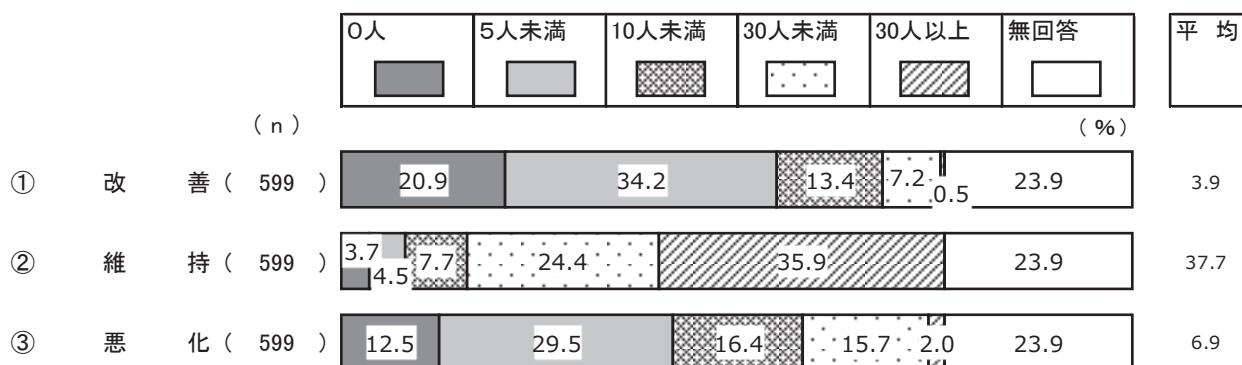 0人 5人未満 10人未満 30人未満 30人以上 無回答 平 均
(n) (%)
① 改 善( 599 ) 20.9 34.2 13.4 7.2 0.5 23.9 3.9
② 維 持( 599 ) 3.7 4.5 7.7 24.4 35.9 23.9 37.7
③ 悪 化( 599 ) 12.5 29.5 16.4 15.7 2.0 23.9 6.9